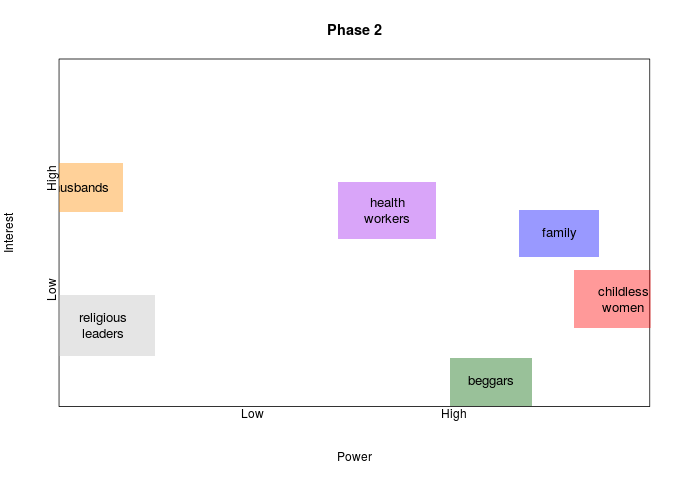 Phase 2
High
usbands
health
workers
family
Interest
Low
childless
women
religious
leaders
beggars
Low
High
Power